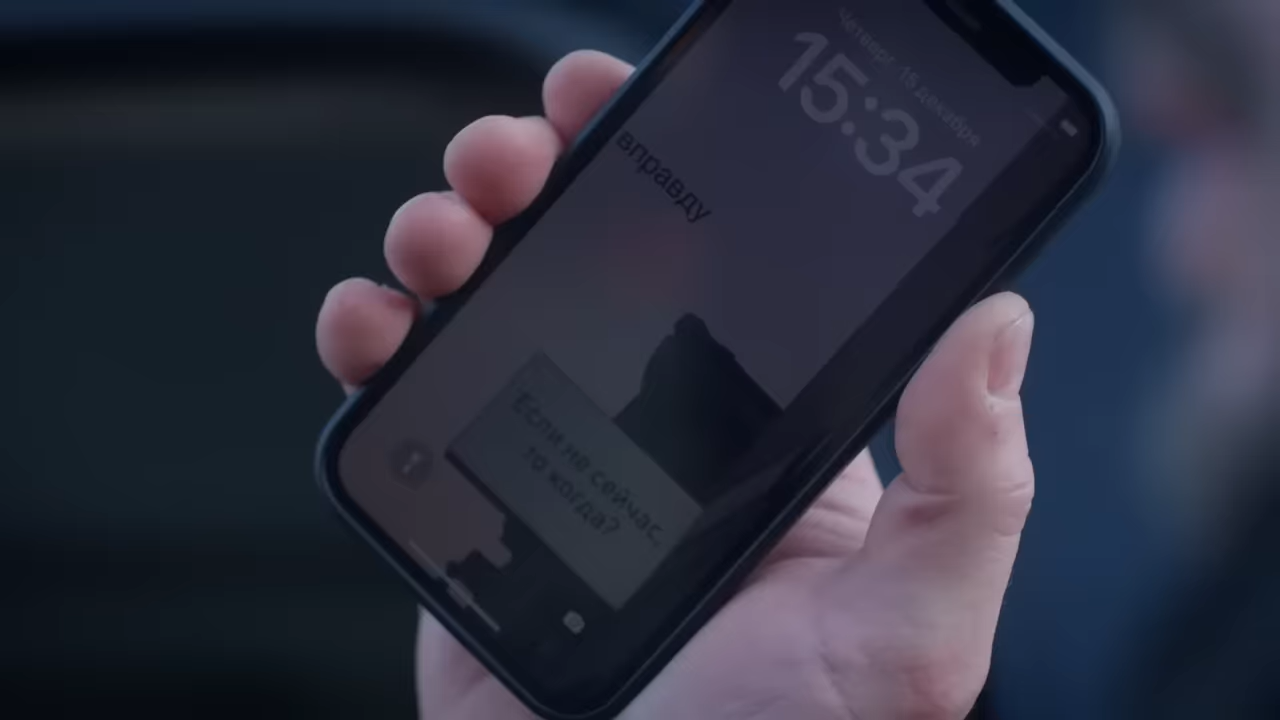 Четверг, 15 декабря
15:34
вправду
Если не сейчас,
то когда?